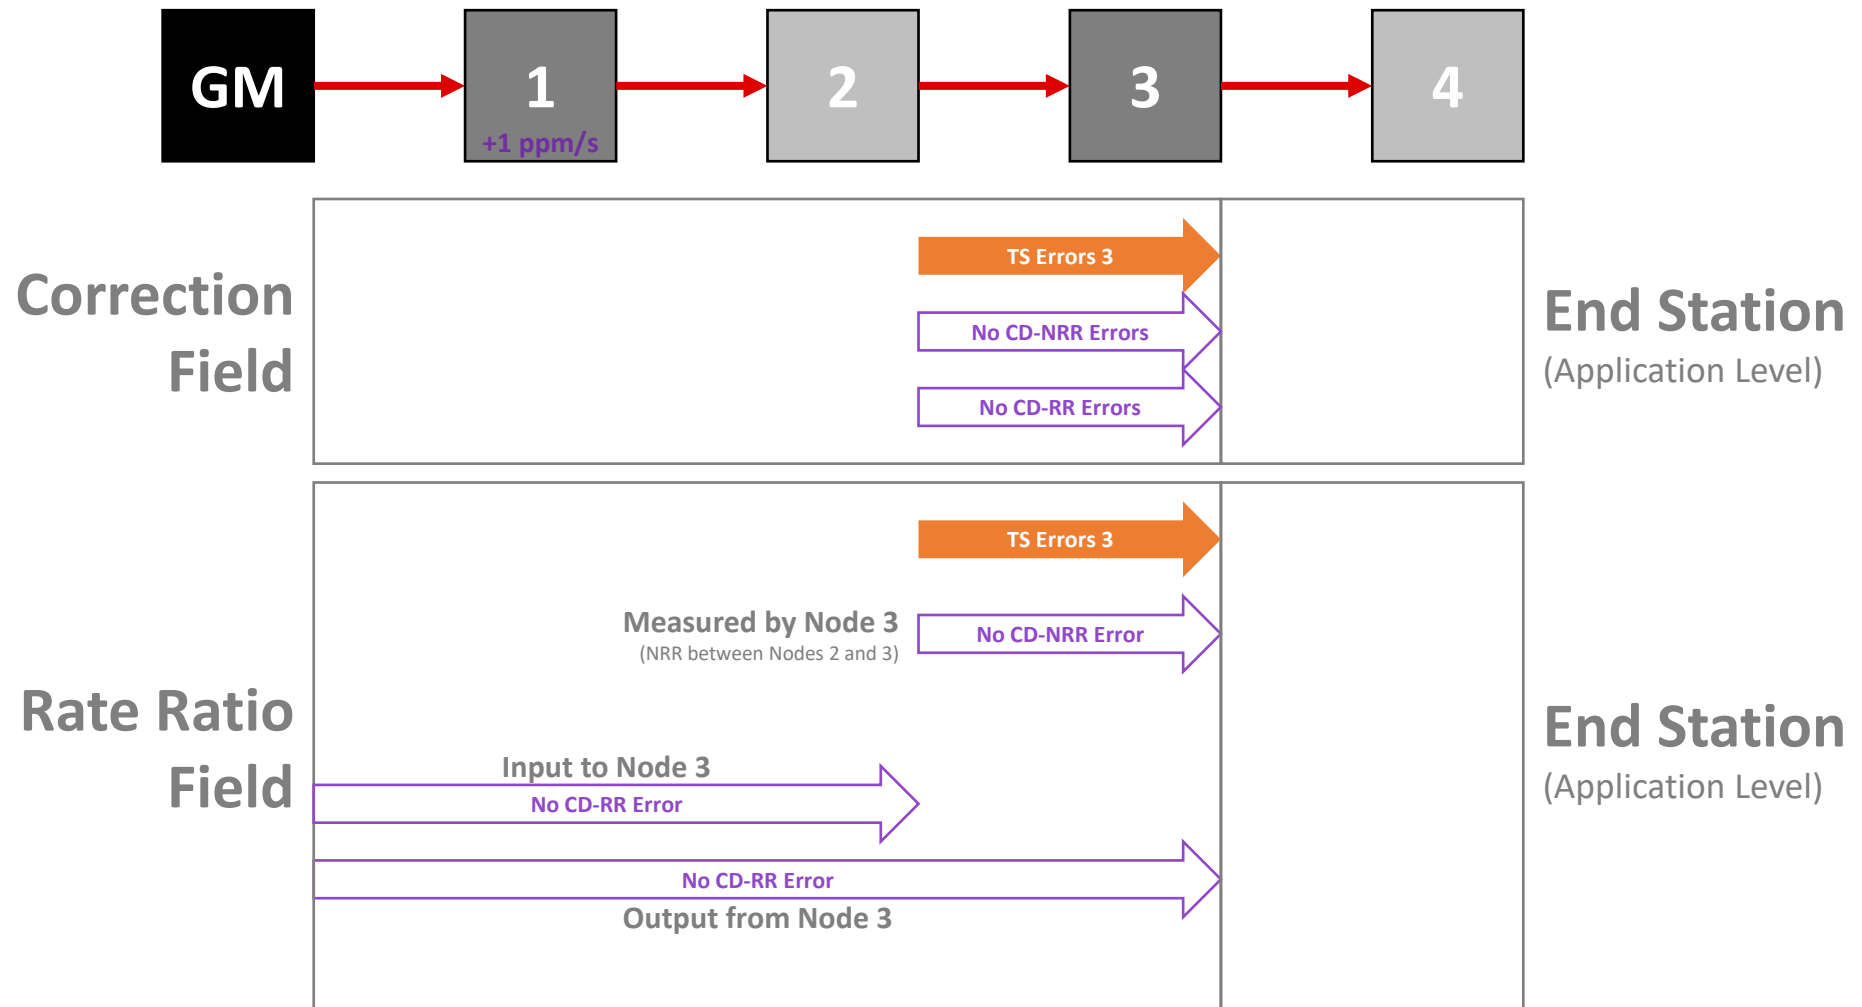 GM
1
+1 ppm/s
2
3
4
Correction
Field
TS Errors 3
No CD-NRR Errors
No CD-RR Errors
End Station
(Application Level)
Rate Ratio
Field
TS Errors 3
Measured by Node 3
(NRR between Nodes 2 and 3)
No CD-NRR Error
Input to Node 3
No CD-RR Error
No CD-RR Error
Output from Node 3
End Station
(Application Level)